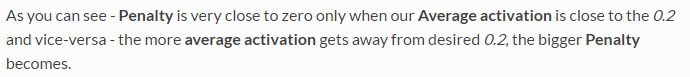 As you can see - Penalty is very close to zero only when our Average activation is close to the 0.2
and vice-versa - the more average activation gets away from desired 0.2, the bigger Penalty
becomes.